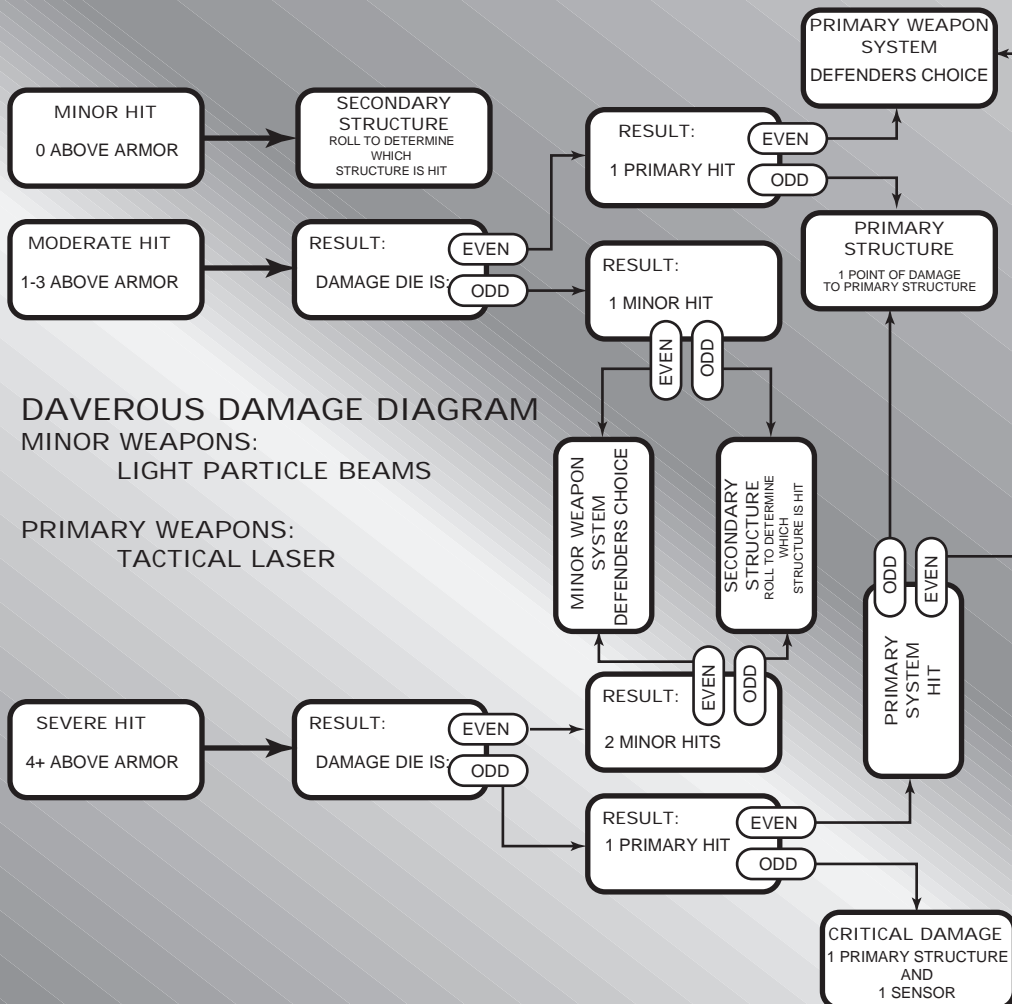 PRIMARY WEAPON
SYSTEM
DEFENDERS CHOICE
MINOR HIT
0 ABOVE ARMOR
SECONDARY
STRUCTURE
ROLL TO DETERMINE
WHICH
STRUCTURE IS HIT
RESULT:
1 PRIMARY HIT
EVEN
ODD
MODERATE HIT
1-3 ABOVE ARMOR
RESULT:
DAMAGE DIE IS:
EVEN
ODD
RESULT:
1 MINOR HIT
EVEN
ODD
PRIMARY
STRUCTURE
1 POINT OF DAMAGE
TO PRIMARY STRUCTURE
DAVEROUS DAMAGE DIAGRAM
MINOR WEAPONS:
LIGHT PARTICLE BEAMS
PRIMARY WEAPONS:
TACTICAL LASER
MINOR WEAPON
SYSTEM
DEFENDERS CHOICE
SECONDARY
STRUCTURE
ROLL TO DETERMINE
WHICH
STRUCTURE IS HIT
ODD
EVEN
PRIMARY
SYSTEM
HIT
SEVERE HIT
4+ ABOVE ARMOR
RESULT:
DAMAGE DIE IS:
EVEN
ODD
RESULT:
2 MINOR HITS
EVEN
ODD
RESULT:
1 PRIMARY HIT
EVEN
ODD
CRITICAL DAMAGE
1 PRIMARY STRUCTURE
AND
1 SENSOR